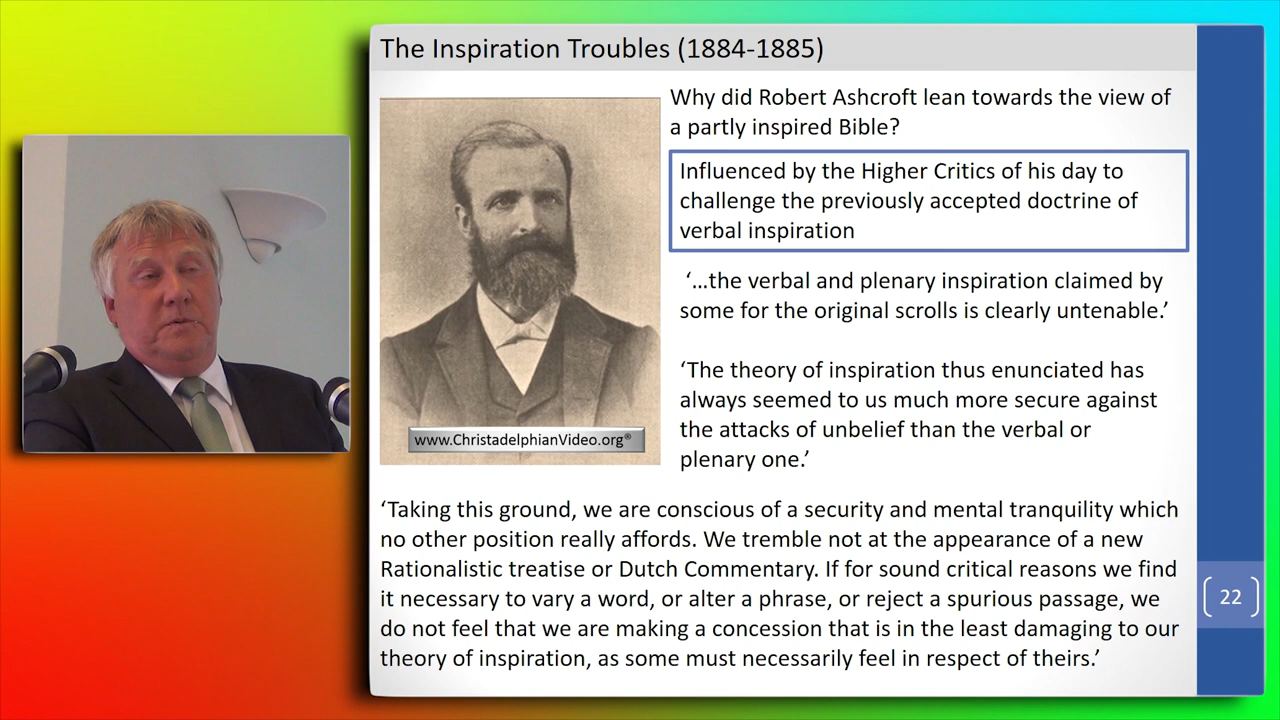 The Inspiration Troubles (1884-1885)
Why did Robert Ashcroft lean towards the view of
a partly inspired Bible?
Influenced by the Higher Critics of his day to
challenge the previously accepted doctrine of
verbal inspiration
‘…the verbal and plenary inspiration claimed by
some for the original scrolls is clearly untenable.’
‘The theory of inspiration thus enunciated has
always seemed to us much more secure against
the attacks of unbelief than the verbal or
plenary one.’
www.ChristadelphianVideo.org®
‘Taking this ground, we are conscious of a security and mental tranquility which
no other position really affords. We tremble not at the appearance of a new
Rationalistic treatise or Dutch Commentary. If for sound critical reasons we find
it necessary to vary a word, or alter a phrase, or reject a spurious passage, we
do not feel that we are making a concession that is in the least damaging to our
theory of inspiration, as some must necessarily feel in respect of theirs.’
22